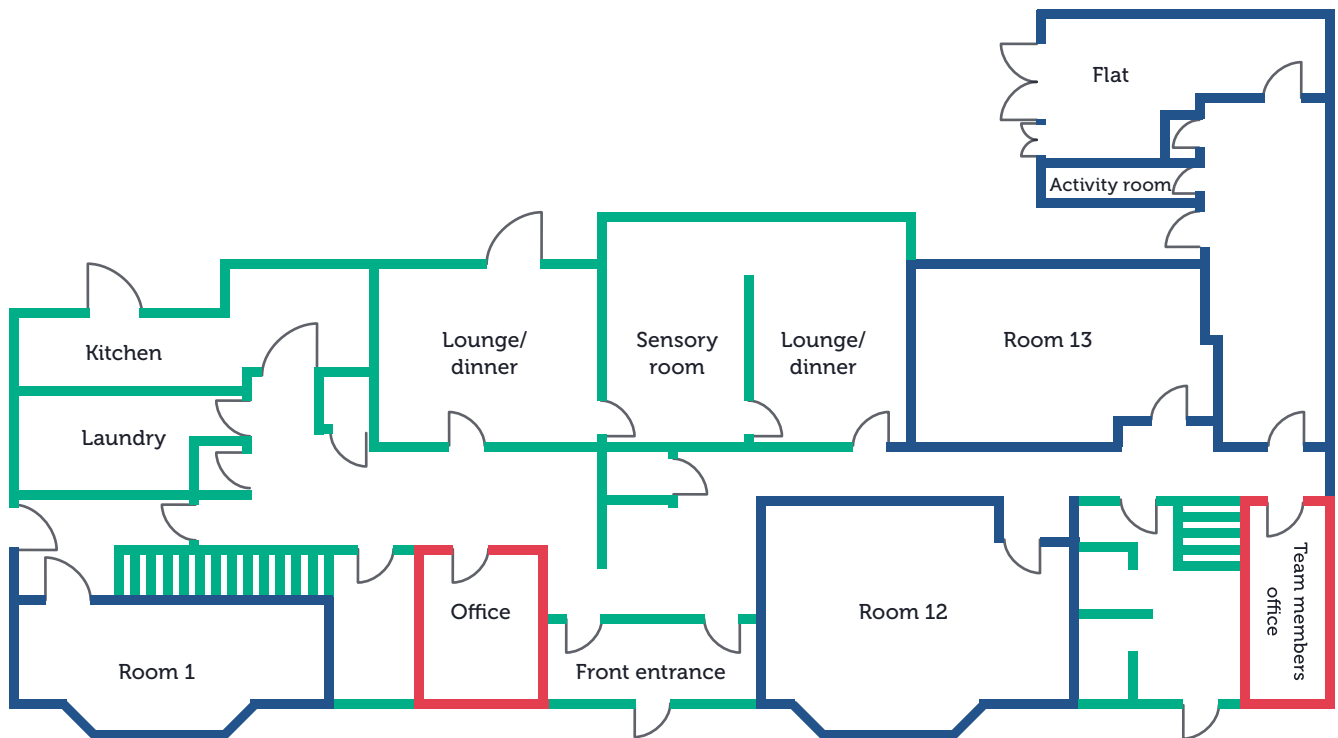 Flat
Activity room
Kitchen
Lounge/
dinner
Sensory
room
Lounge/
dinner
Room 13
Laundry
Room 1
Office
Front entrance
Room 12
Team members
office